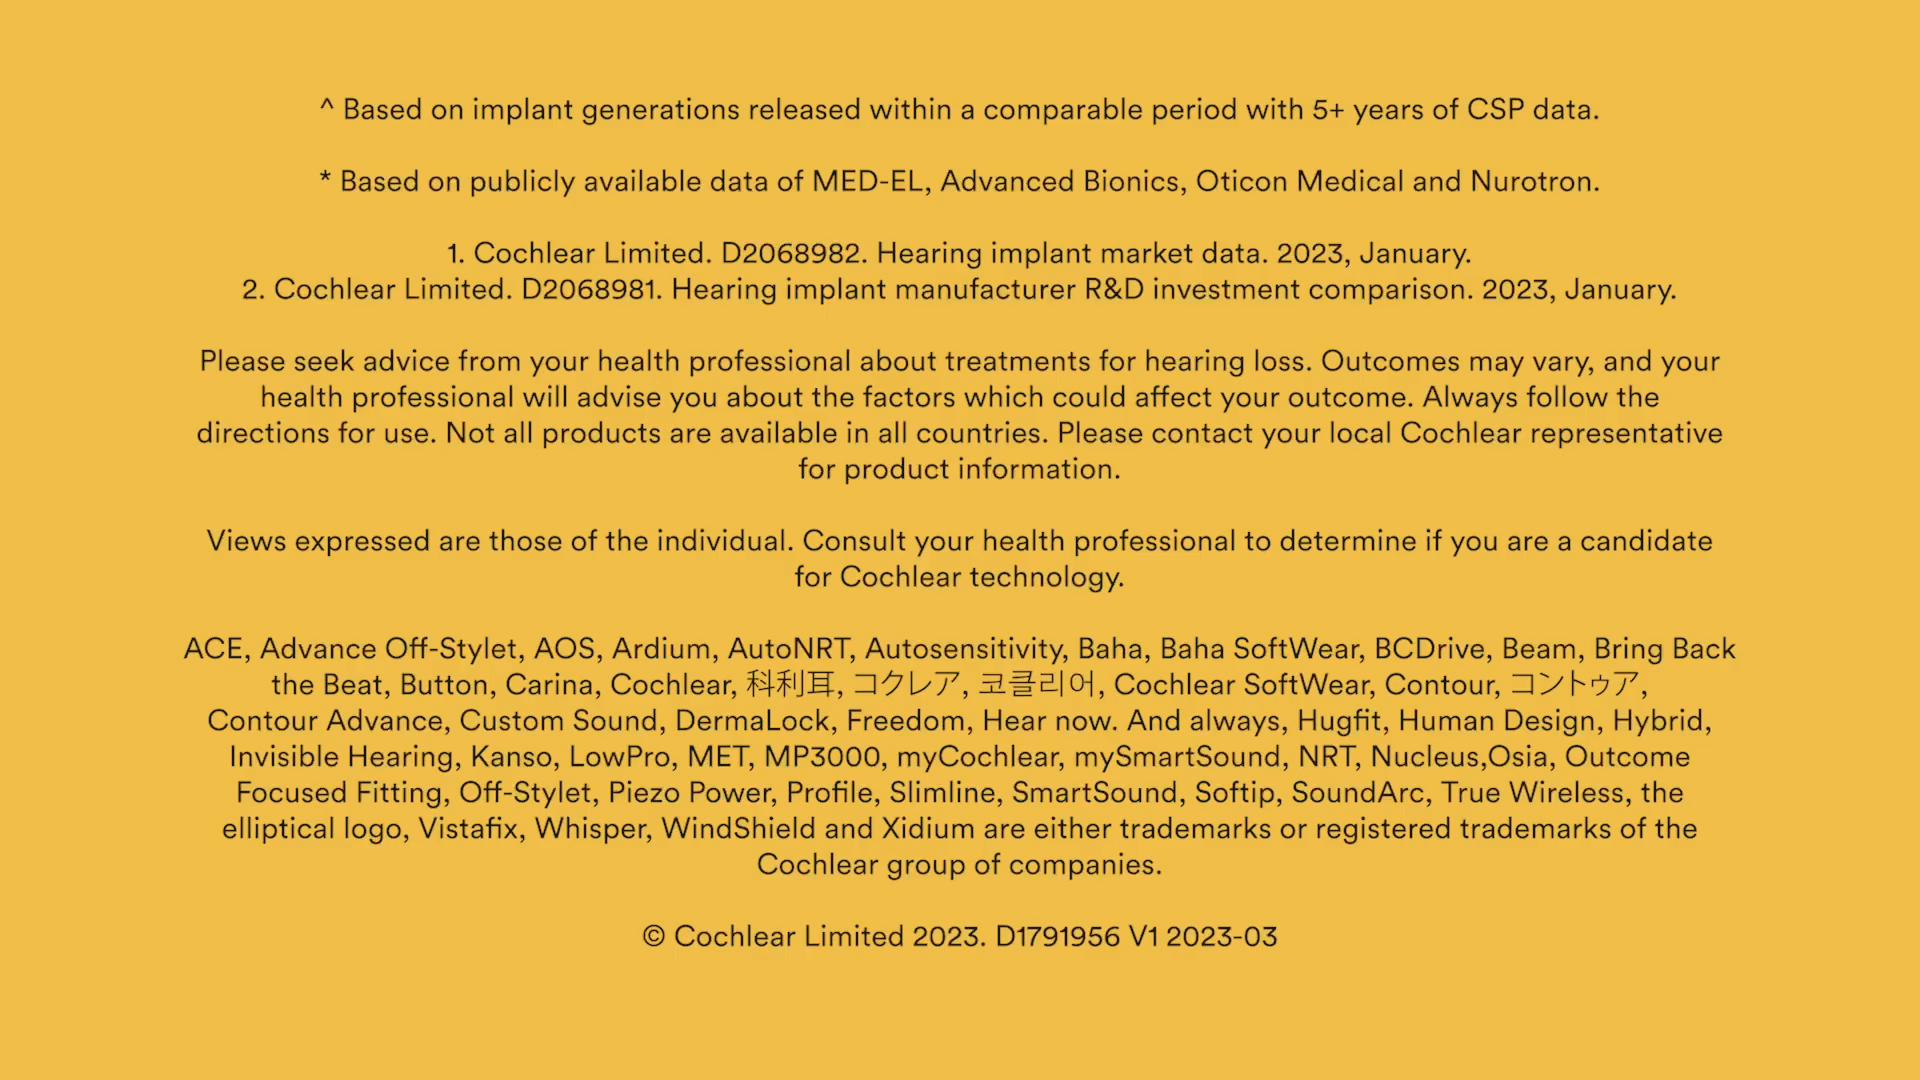 ^ Based on implant generations released within a comparable period with 5+ years of CSP data.
* Based on publicly available data of MED-EL, Advanced Bionics, Oticon Medical and Nurotron.
1. Cochlear Limited. D2068982. Hearing implant market data. 2023, January.
2. Cochlear Limited. D2068981. Hearing implant manufacturer R&D investment comparison. 2023, January.
Please seek advice from your health professional about treatments for hearing loss. Outcomes may vary, and your
health professional will advise you about the factors which could affect your outcome. Always follow the
directions for use. Not all products are available in all countries. Please contact your local Cochlear representative
for product information.
Views expressed are those of the individual. Consult your health professional to determine if you are a candidate
for Cochlear technology.
ACE, Advance Off-Stylet, AOS, Ardium, AutoNRT, Autosensitivity, Baha, Baha SoftWear, BCDrive, Beam, Bring Back
the Beat, Button, Carina, Cochlear, 科利耳, コクレア, 코클리어, Cochlear SoftWear, Contour, コントゥア,
Contour Advance, Custom Sound, DermaLock, Freedom, Hear now. And always, Hugfit, Human Design, Hybrid,
Invisible Hearing, Kanso, LowPro, MET, MP3000, myCochlear, mySmartSound, NRT, Nucleus,Osia, Outcome
Focused Fitting, Off-Stylet, Piezo Power, Profile, Slimline, SmartSound, Softip, SoundArc, True Wireless, the
elliptical logo, Vistafix, Whisper, WindShield and Xidium are either trademarks or registered trademarks of the
Cochlear group of companies.
© Cochlear Limited 2023. D1791956 V1 2023-03